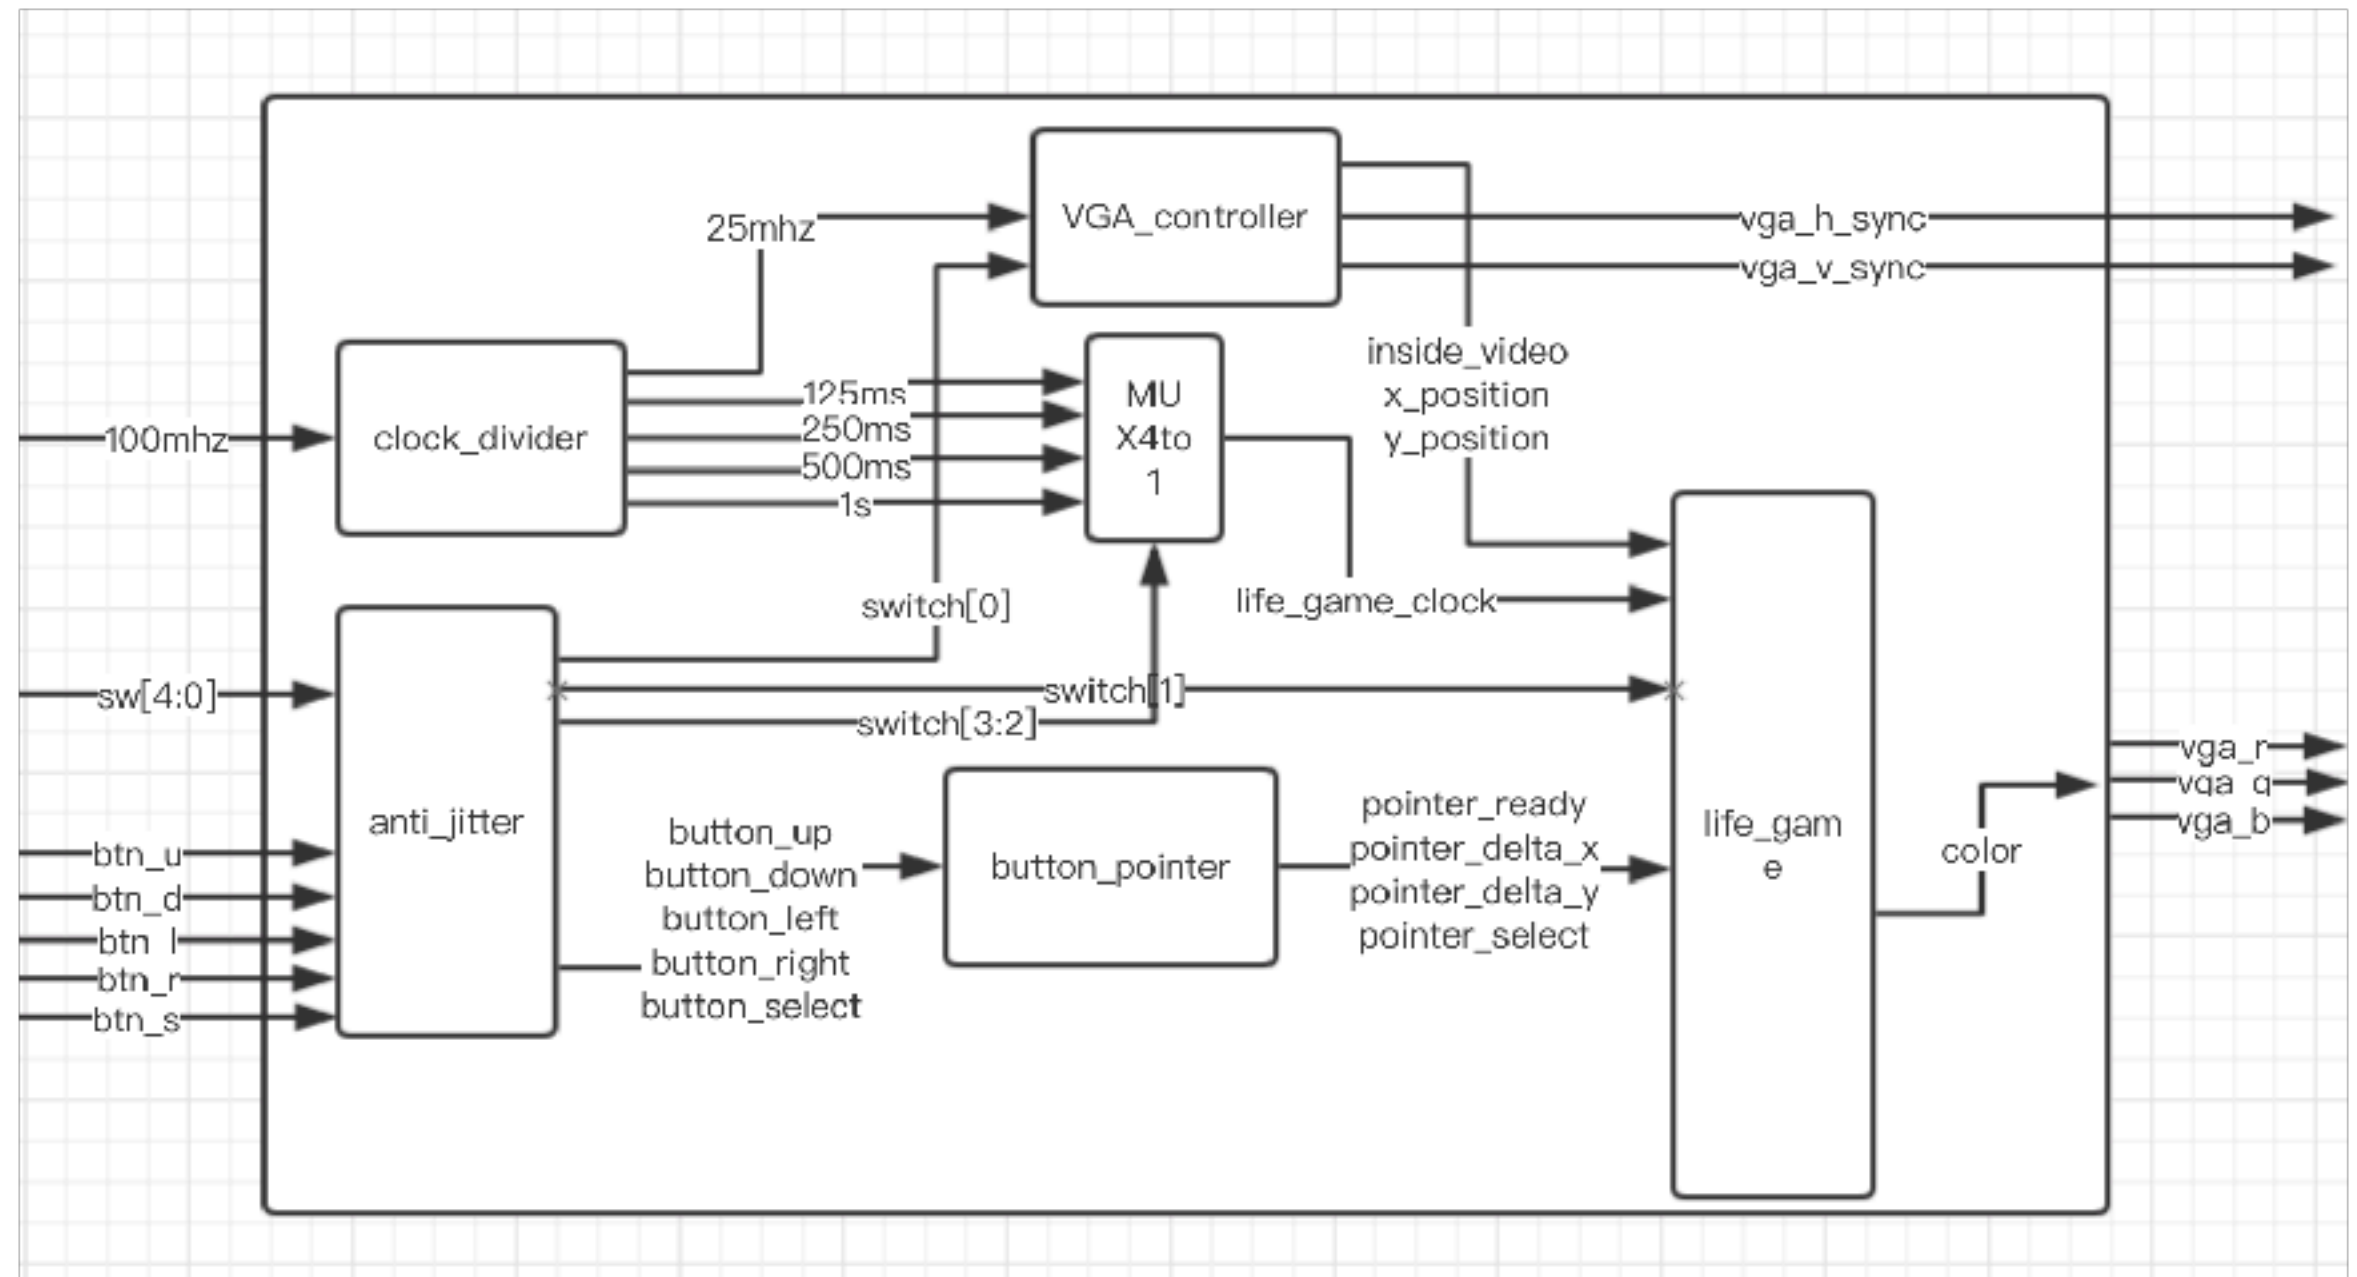 VGA_controller
25mhz
vga_h_sync
vga_v_sync
inside_video
x_position
y_position
MU
X4to
1
125ms
250ms
500ms
1s
100mhz
clock_divider
switch[0]
life_game_clock
sw[4:0]
switch[1]
switch[3:2]
anti_jitter
btn_u
btn_d
btn_l
btn_r
btn_s
button_up
button_down
button_left
button_right
button_select
button_pointer
pointer_ready
pointer_delta_x
pointer_delta_y
pointer_select
life_gam
e
color
vga_r
vga_g
vga_b